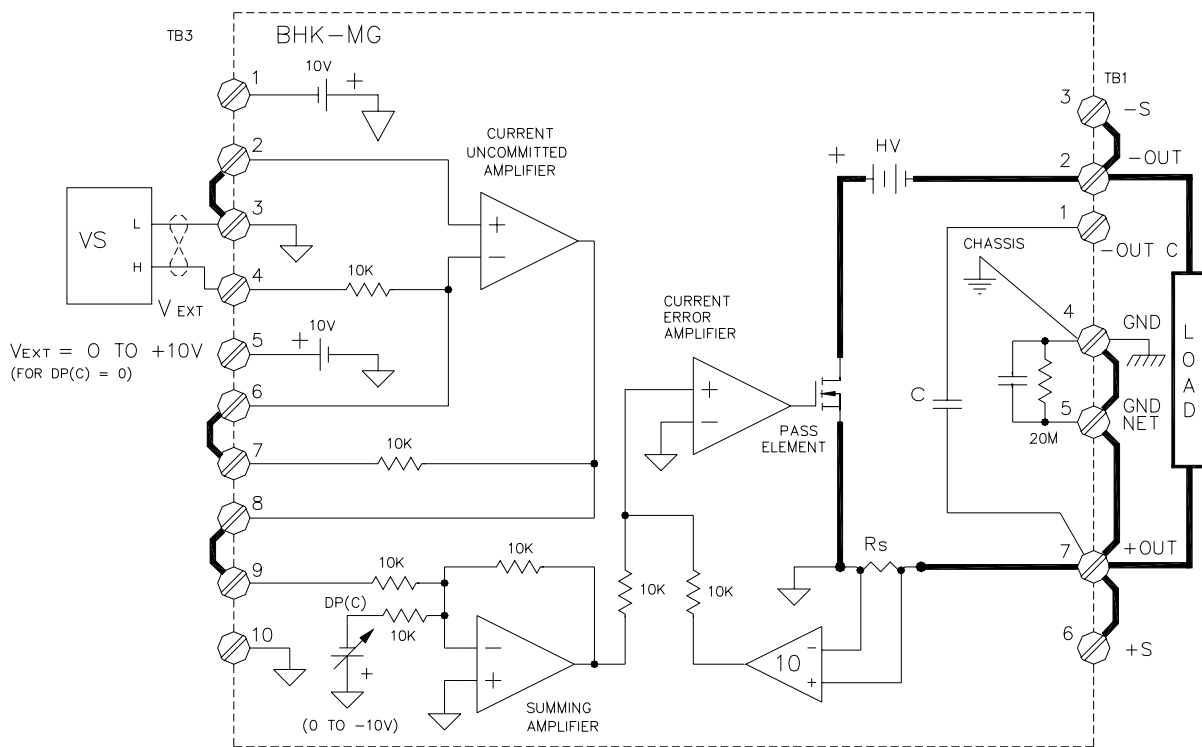 TB3
BHK-MG
1
10V
+
TB1
3
-S
2
CURRENT
UNCOMMITTED
AMPLIFIER
+
HV
2
-OUT
3
+
-
1
-OUT C
VS
L
H
4
10K
VEXT
CHASSIS
CURRENT
ERROR
AMPLIFIER
4
GND
LOAD
VEXT = 0 TO +10V
(FOR DP(C) = 0)
5
+
10V
6
+
-
PASS
ELEMENT
C
20M
5
GND
NET
7
10K
8
9
10K
10K
DP(C)
10K
+
(0 TO -10V)
10
-
+
SUMMING
AMPLIFIER
10K
10K
RS
10
-
+
7
+OUT
6
+S